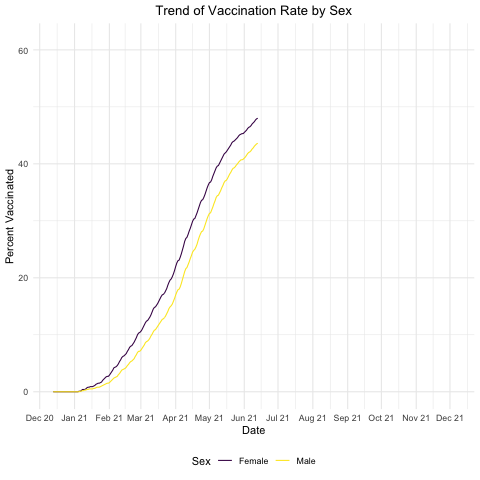 Trend of Vaccination Rate by Sex
Percent Vaccinated
60
40
20
0
Dec 20 Jan 21 Feb 21 Mar 21 Apr 21 May 21 Jun 21 Jul 21 Aug 21 Sep 21 Oct 21 Nov 21 Dec 21
Date
Sex Female Male